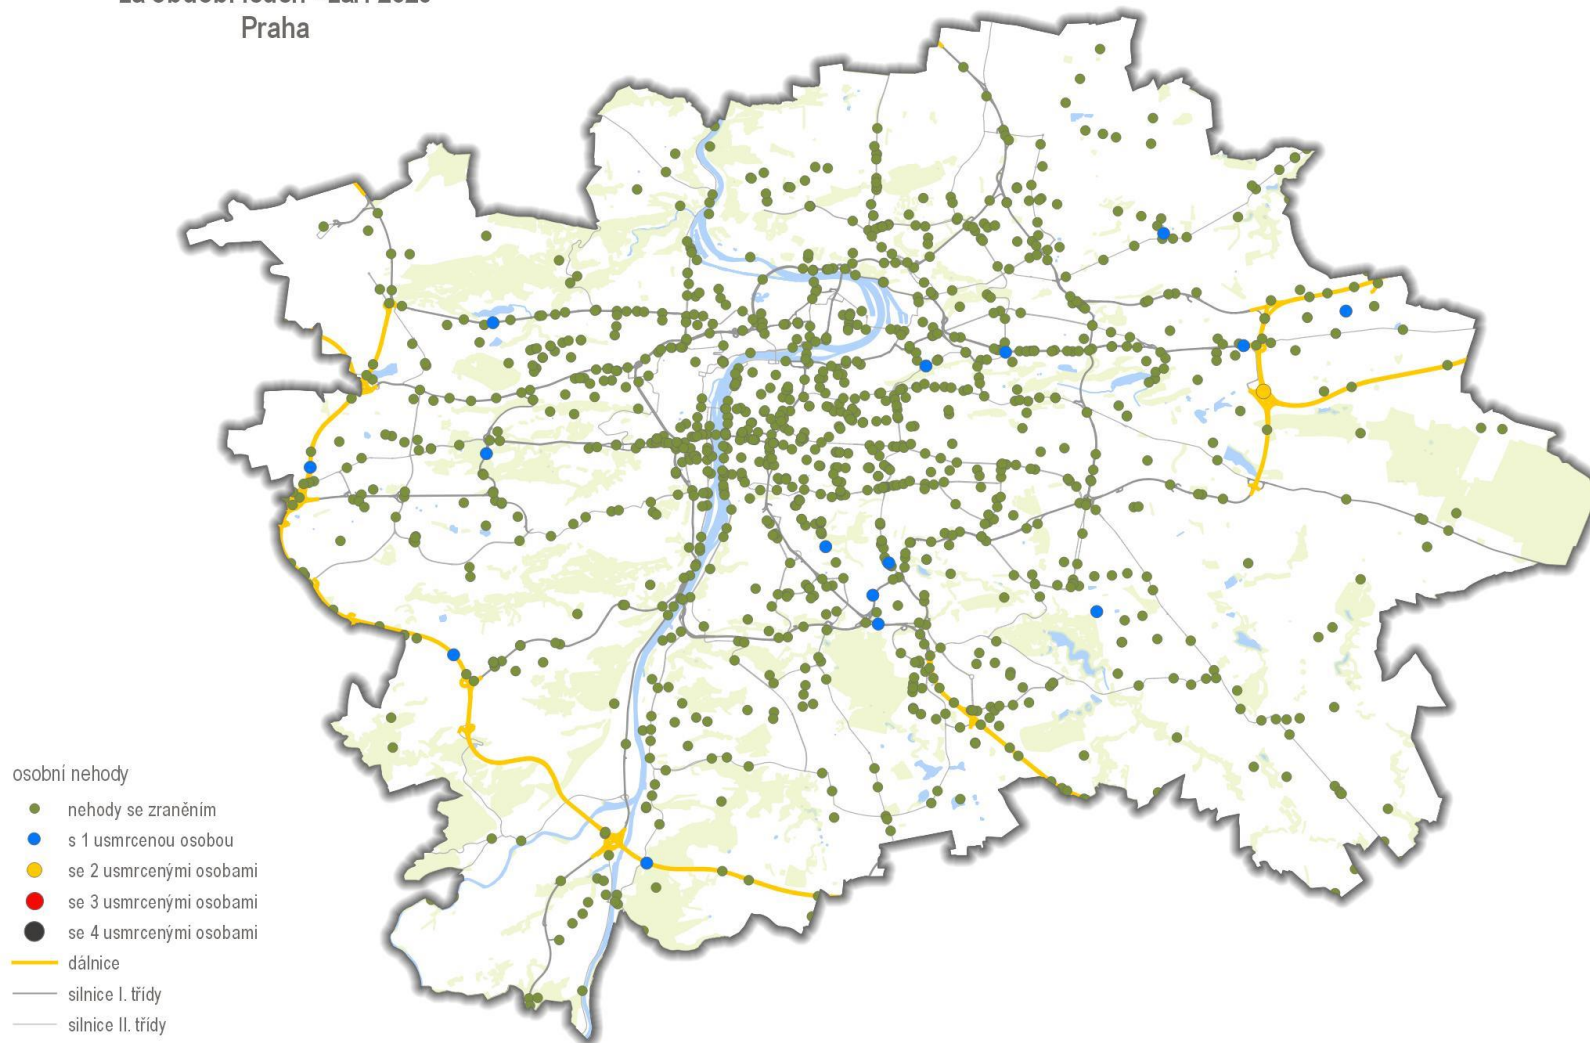 Praha
osobní nehody
nehody se zraněním
s 1 usmrcenou osobou
se 2 usmrcenými osobami
se 3 usmrcenými osobami
se 4 usmrcenými osobami
dálnice
silnice I. třídy
silnice II. třídy